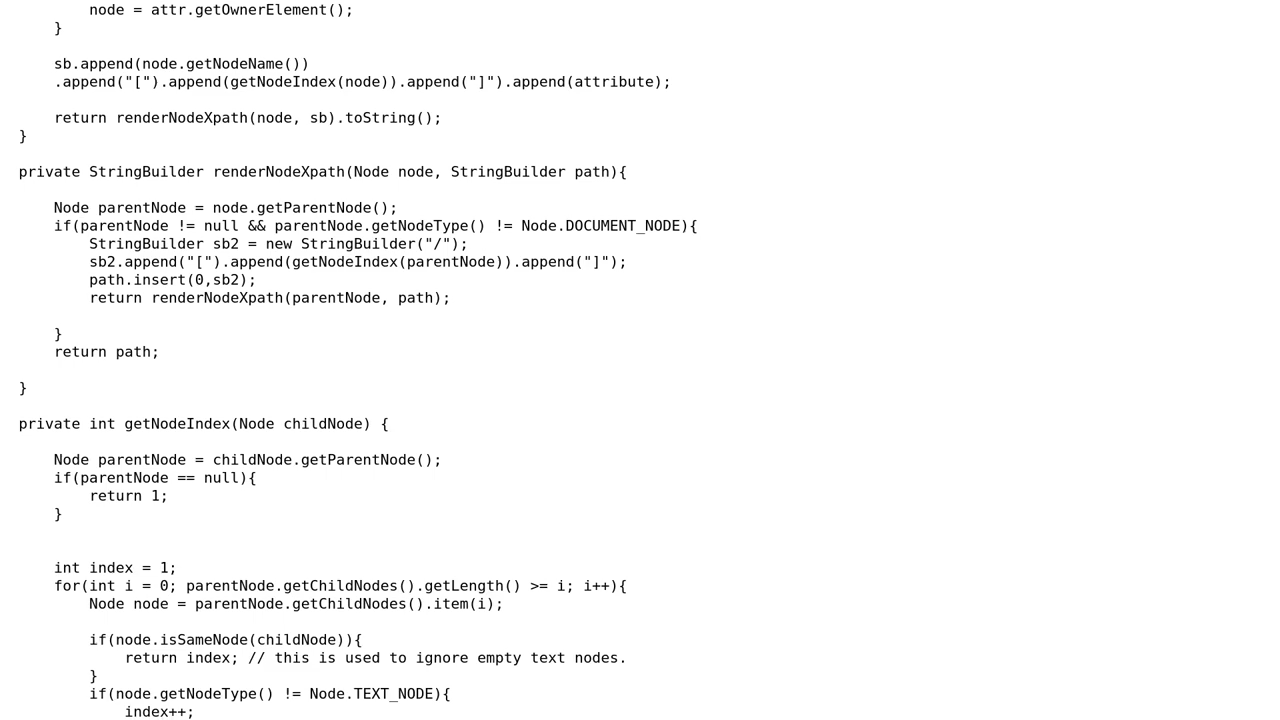 node = attr.getOwnerElement();
}
sb.append(node.getNodeName())
.append("[").append(getNodeIndex(node)).append("]").append(attribute);
return renderNodeXpath(node, sb).toString();
}
private StringBuilder renderNodeXpath(Node node, StringBuilder path){
Node parentNode = node.getParentNode();
if(parentNode != null && parentNode.getNodeType() != Node.DOCUMENT_NODE){
StringBuilder sb2 = new StringBuilder("/");
sb2.append("[").append(getNodeIndex(parentNode)).append("]");
path.insert(0,sb2);
return renderNodeXpath(parentNode, path);
}
return path;
}
private int getNodeIndex(Node childNode) {
Node parentNode = childNode.getParentNode();
if(parentNode == null){
return 1;
}
int index = 1;
for(int i = 0; parentNode.getChildNodes().getLength() >= i; i++){
Node node = parentNode.getChildNodes().item(i);
if(node.isSameNode(childNode)){
return index; // this is used to ignore empty text nodes.
}
if(node.getNodeType() != Node.TEXT_NODE){
index++;